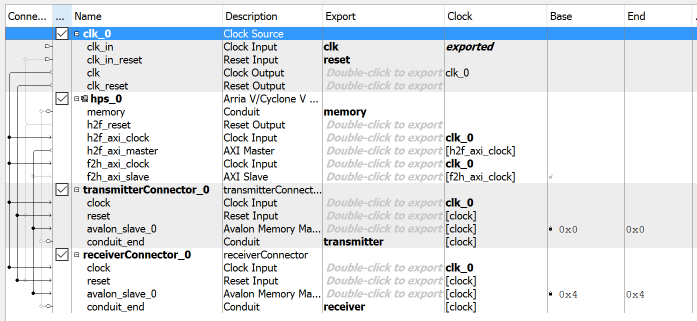 Conne... ... Name Description Export Clock Base End
clk_0 Clock Source
clk_in Clock Input clk exported
clk_in_reset Reset Input reset
clk Clock Output Double-click to export clk_0
clk_reset Reset Output Double-click to export
hps_0 Arria V/Cyclone V ...
memory Conduit memory
h2f_reset Reset Output Double-click to export
h2f_axi_clock Clock Input Double-click to export clk_0
h2f_axi_master AXI Master Double-click to export [h2f_axi_clock]
f2h_axi_clock Clock Input Double-click to export clk_0
f2h_axi_slave AXI Slave Double-click to export [f2h_axi_clock]
transmitterConnector_0 transmitterConnect...
clock Clock Input Double-click to export clk_0
reset Reset Input Double-click to export [clock]
avalon_slave_0 Avalon Memory Ma... Double-click to export [clock] 0x0 0x0
conduit_end Conduit transmitter [clock]
receiverConnector_0 receiverConnector
clock Clock Input Double-click to export clk_0
reset Reset Input Double-click to export [clock]
avalon_slave_0 Avalon Memory Ma... Double-click to export [clock] 0x4 0x4
conduit_end Conduit receiver [clock]